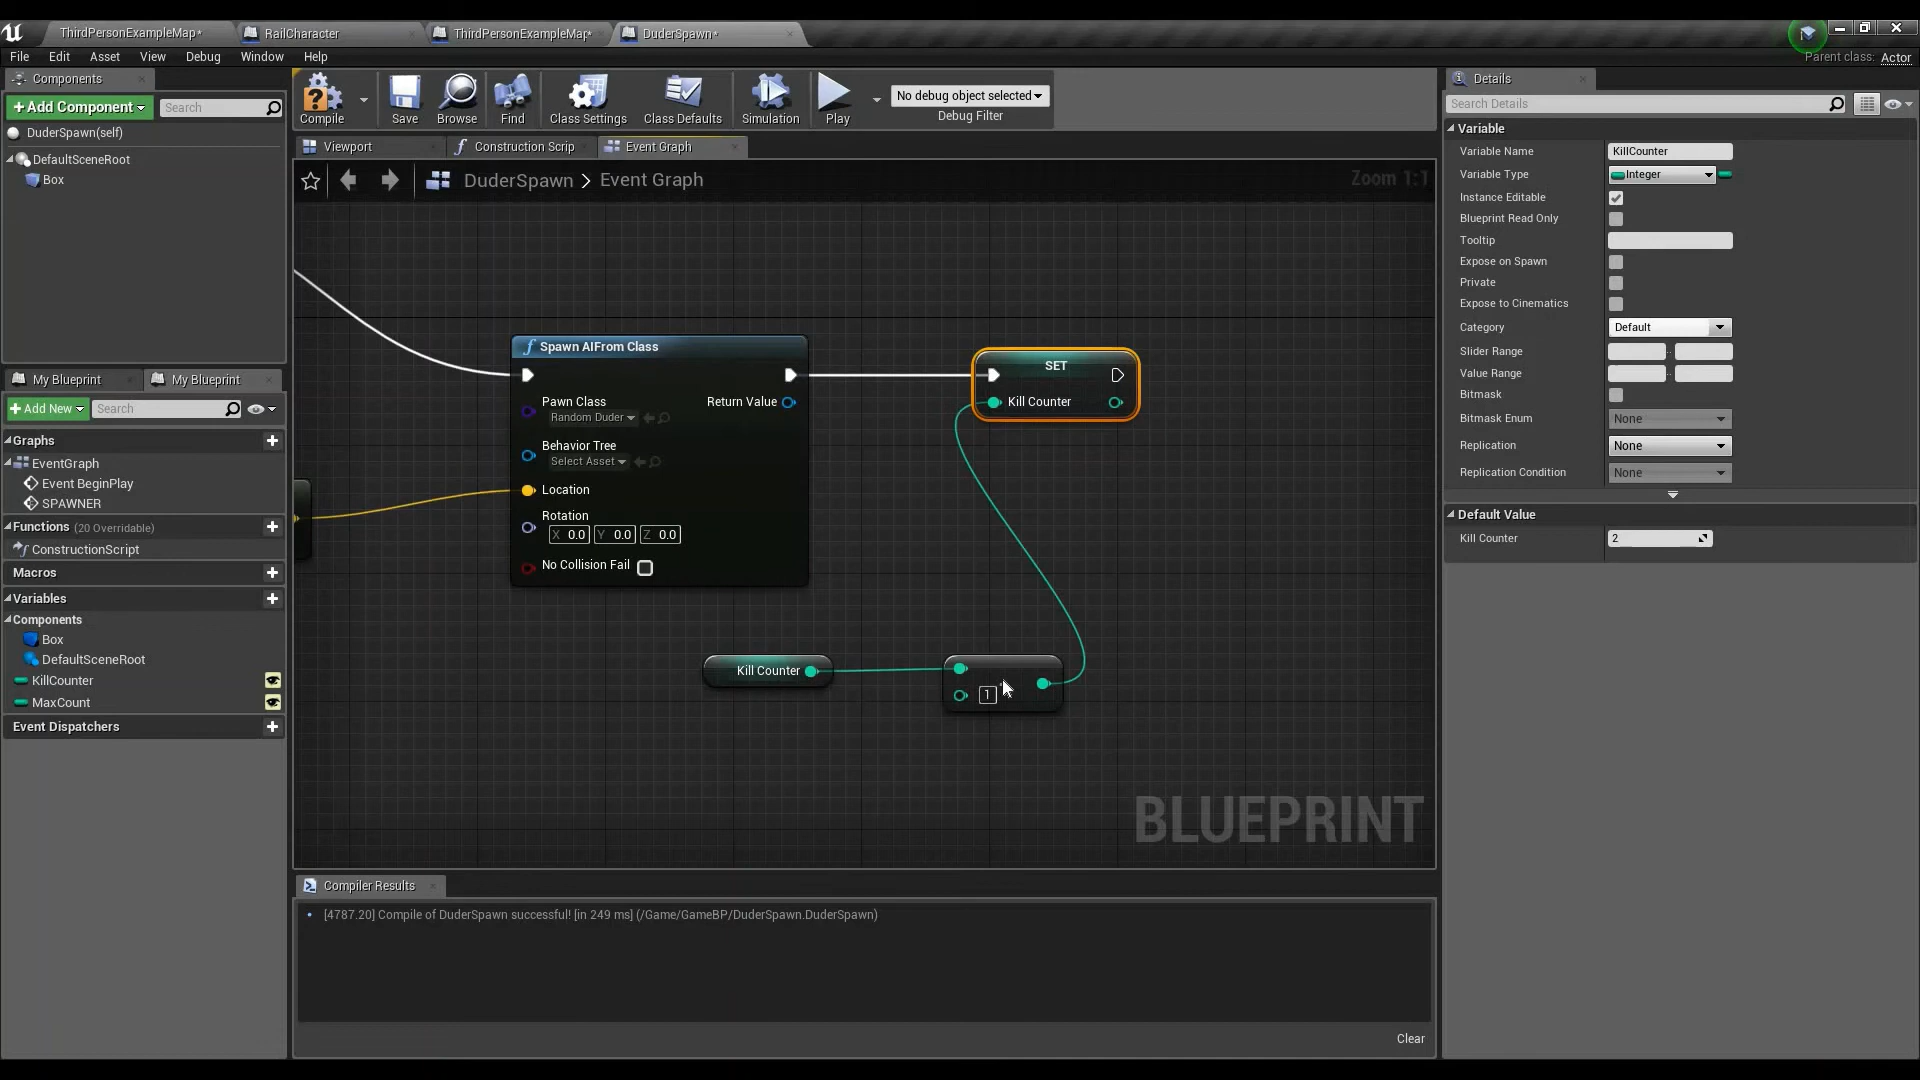 ThirdPersonExampleMap*
RailCharacter
ThirdPersonExampleMap*
DuderSpawn*
File Edit Asset View Debug Window Help
Parent class: Actor
Components
+Add Component
Search
DuderSpawn(self)
DefaultSceneRoot
Box
Compile
Save
Browse
Find
Class Settings
Class Defaults
Simulation
Play
No debug object selected
Debug Filter
Viewport
Construction Scrip
Event Graph
DuderSpawn > Event Graph
Zoom 1:1
Spawn AIFrom Class
Pawn Class
Random Duder
Return Value
Behavior Tree
Select Asset
Location
Rotation
X 0.0 Y 0.0 Z 0.0
No Collision Fail
SET
Kill Counter
Kill Counter
1
BLUEPRINT
My Blueprint
My Blueprint
+Add New
Search
Graphs
EventGraph
Event BeginPlay
SPAWNER
Functions (20 Overridable)
ConstructionScript
Macros
Variables
Components
Box
DefaultSceneRoot
KillCounter
MaxCount
Event Dispatchers
Compiler Results
[4787.20] Compile of DuderSpawn successful! [in 249 ms] (/Game/GameBP/DuderSpawn.DuderSpawn)
Clear
Details
Search Details
Variable
Variable Name KillCounter
Variable Type Integer
Instance Editable
Blueprint Read Only
Tooltip
Expose on Spawn
Private
Expose to Cinematics
Category Default
Slider Range
Value Range
Bitmask
Bitmask Enum None
Replication None
Replication Condition None
Default Value
Kill Counter 2